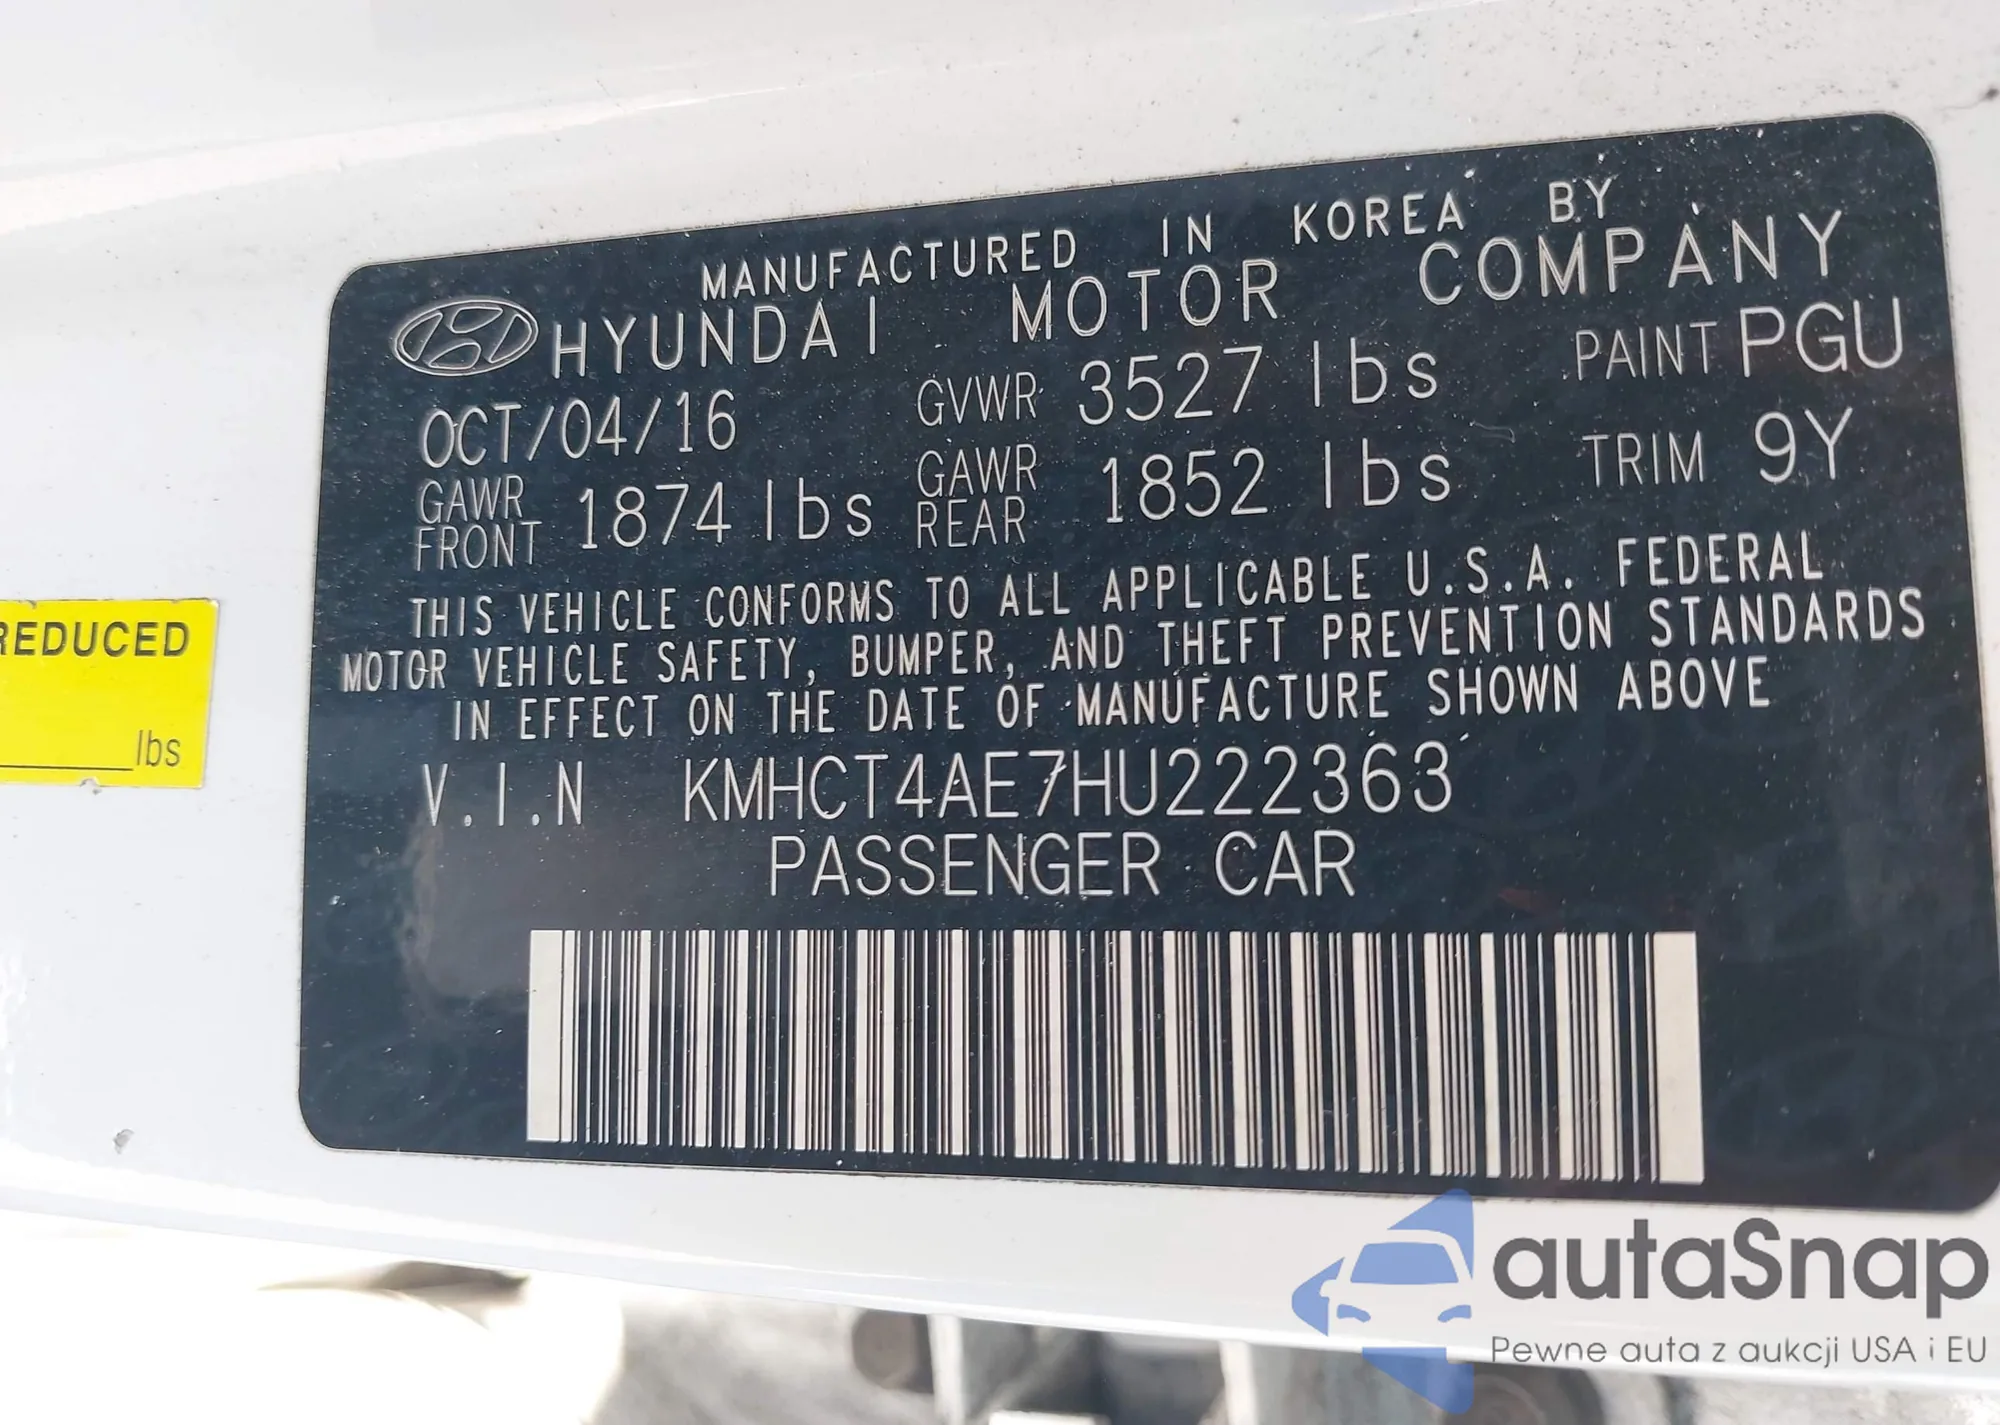 MANUFACTURED IN KOREA BY
HYUNDAI MOTOR COMPANY
OCT/04/16 GVWR 3527 lbs PAINT PGU
GAWR FRONT 1874 lbs GAWR REAR 1852 lbs TRIM 9Y
THIS VEHICLE CONFORMS TO ALL APPLICABLE U.S.A. FEDERAL
MOTOR VEHICLE SAFETY, BUMPER, AND THEFT PREVENTION STANDARDS
IN EFFECT ON THE DATE OF MANUFACTURE SHOWN ABOVE
V.I.N KMHCT4AE7HU222363
PASSENGER CAR
REDUCED
lbs
autaSnap
Pewne auta z aukcji USA i EU